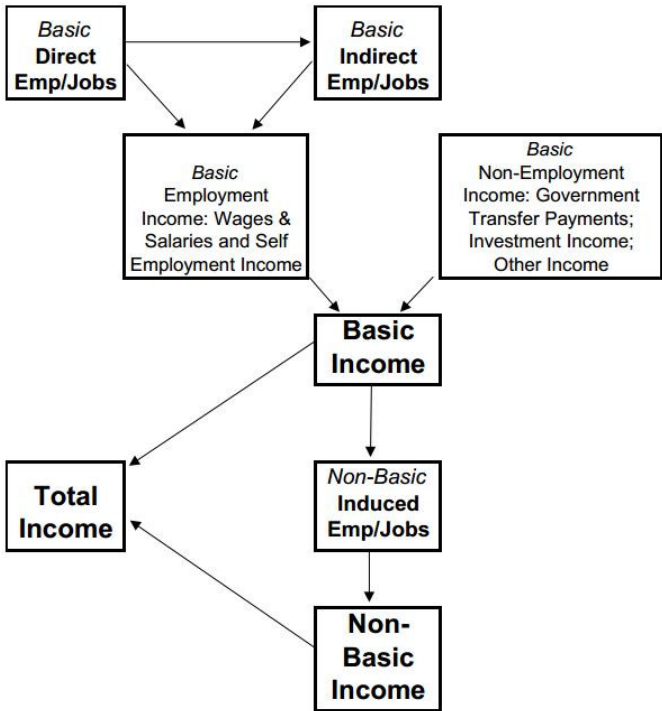 Basic
Direct
Emp/Jobs
Basic
Indirect
Emp/Jobs
Basic
Employment
Income: Wages &
Salaries and Self
Employment Income
Basic
Non-Employment
Income: Government
Transfer Payments;
Investment Income;
Other Income
Basic
Income
Total
Income
Non-Basic
Induced
Emp/Jobs
Non-
Basic
Income